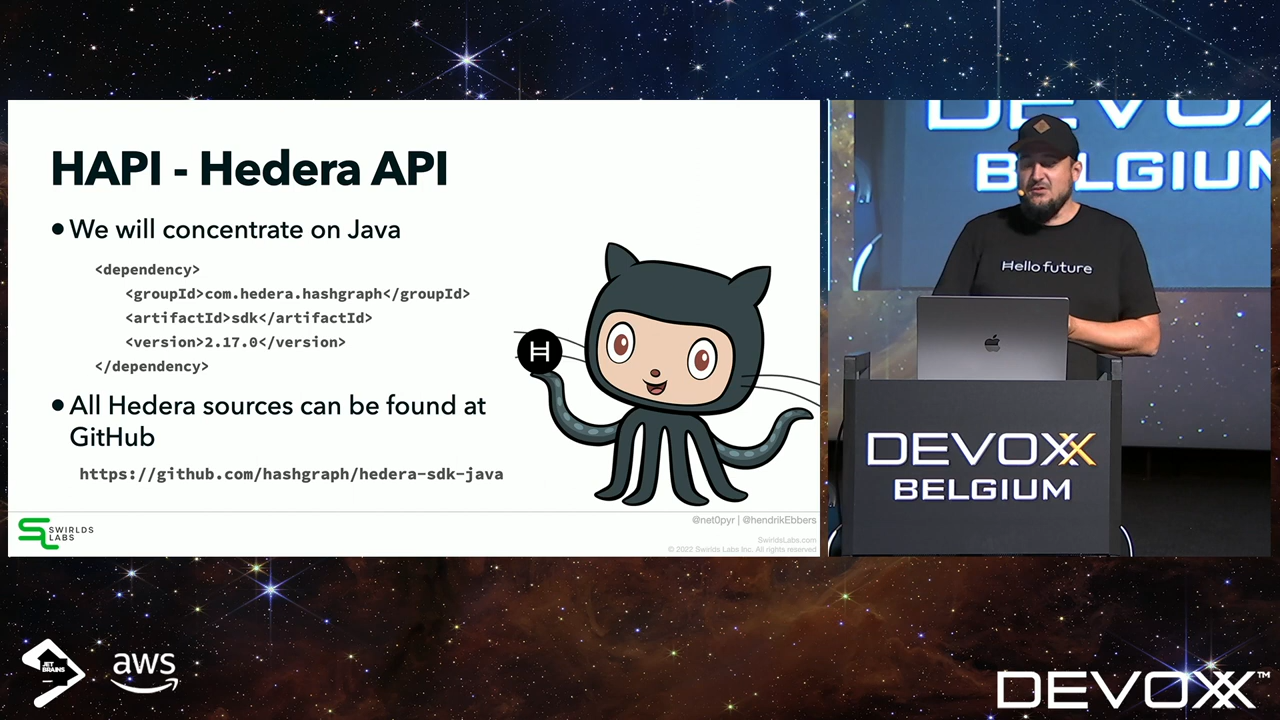 HAPI - Hedera API
•We will concentrate on Java
<dependency>
<groupId>com.hedera.hashgraph</groupId>
<artifactId>sdk</artifactId>
<version>2.17.0</version>
</dependency>
•All Hedera sources can be found at
GitHub
https://github.com/hashgraph/hedera-sdk-java
SWIRLDS
LABS
@net0pyr | @hendrikEbbers
SwirldsLabs.com
© 2022 Swirlds Labs Inc. All rights reserved
DEVOX
BELGIUM
Hello future
DEVOXX
BELGIUM
JET
BRAINS
aws
DEVOXX™